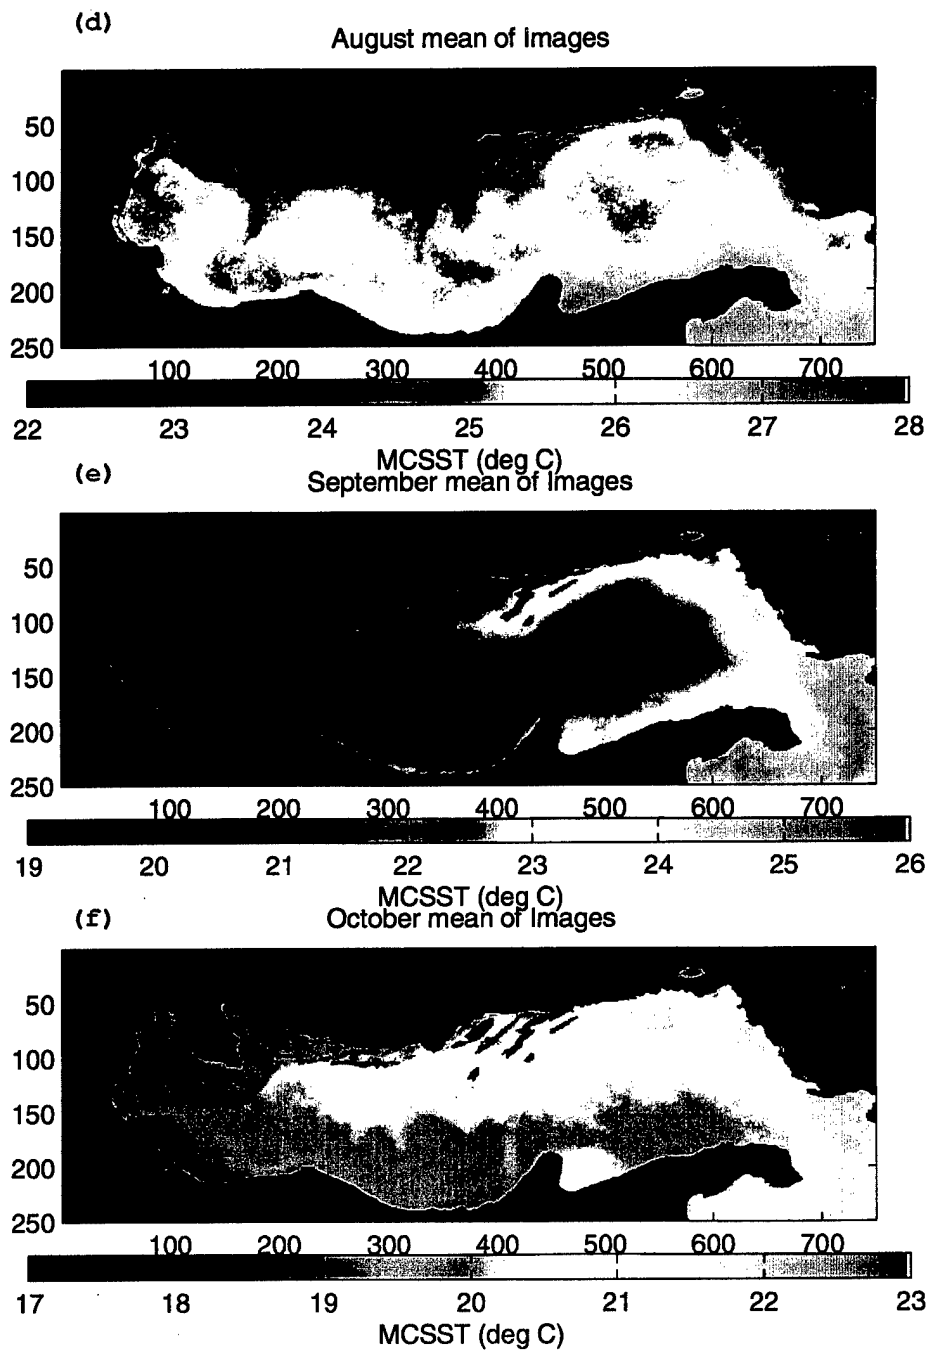 (d)
August mean of Images
50
100
150
200
250
100 200 300 400 500 600 700
22 23 24 25 26 27 28
MCSST (deg C)
(e)
September mean of Images
50
100
150
200
250
100 200 300 400 500 600 700
19 20 21 22 23 24 25 26
MCSST (deg C)
(f)
October mean of Images
50
100
150
200
250
100 200 300 400 500 600 700
17 18 19 20 21 22 23
MCSST (deg C)